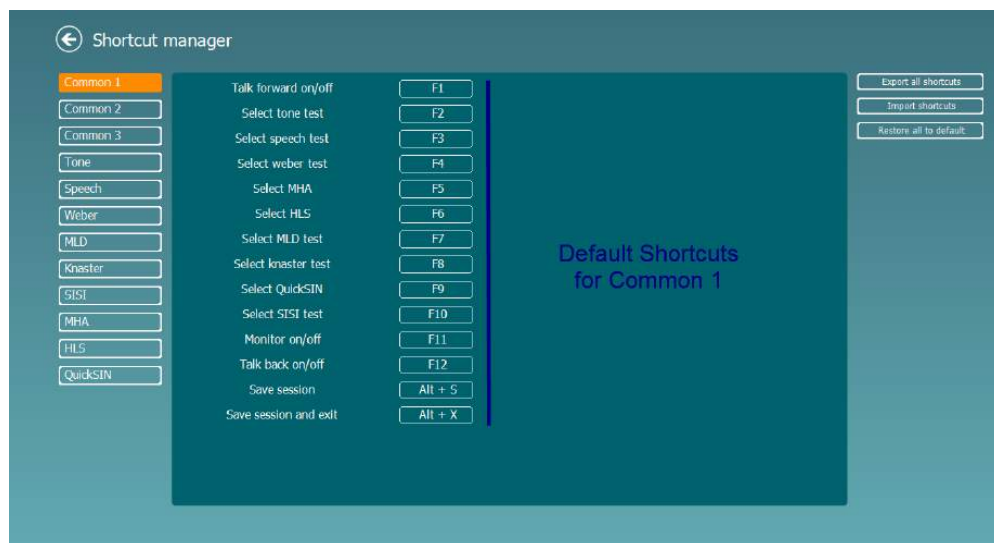 Shortcut manager
Common 1
Common 2
Common 3
Tone
Speech
Weber
MLD
Knaster
SISI
MHA
HLS
QuickSIN
Talk forward on/off F1
Select tone test F2
Select speech test F3
Select weber test F4
Select MHA F5
Select HLS F6
Select MLD test F7
Select knaster test F8
Select QuickSIN F9
Select SISI test F10
Monitor on/off F11
Talk back on/off F12
Save session Alt + S
Save session and exit Alt + X
Default Shortcuts
for Common 1
Export all shortcuts
Import shortcuts
Restore all to default